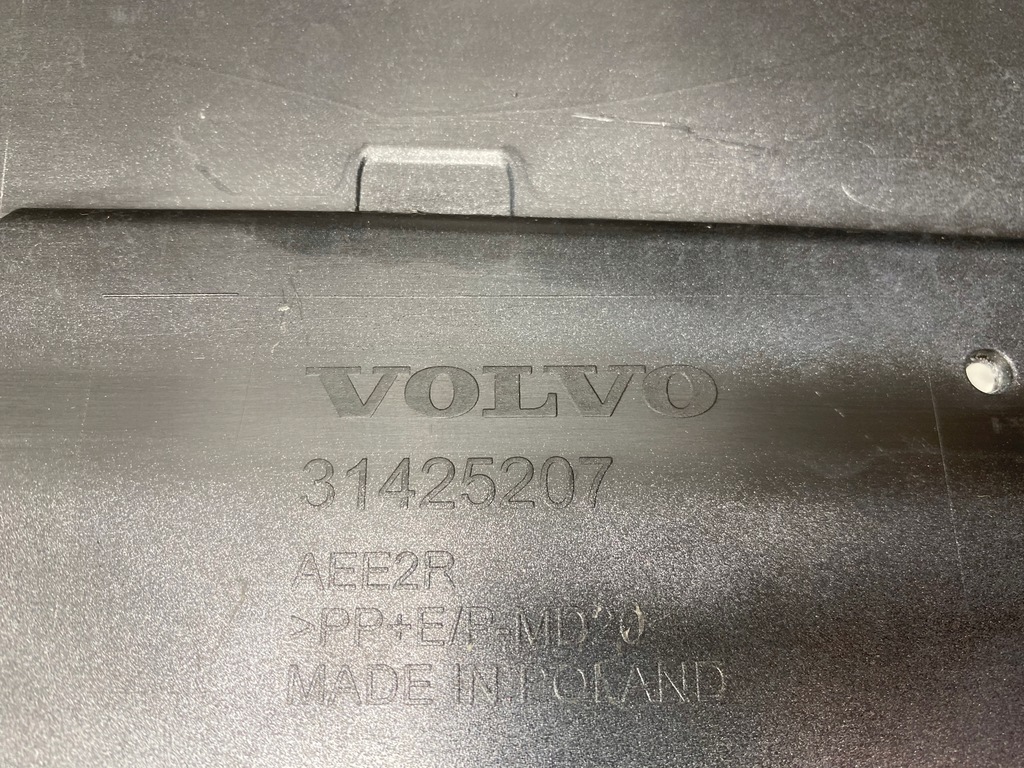 VOLVO
31425207
AEE2R
>PP+E/P-MD20
MADE IN POLAND